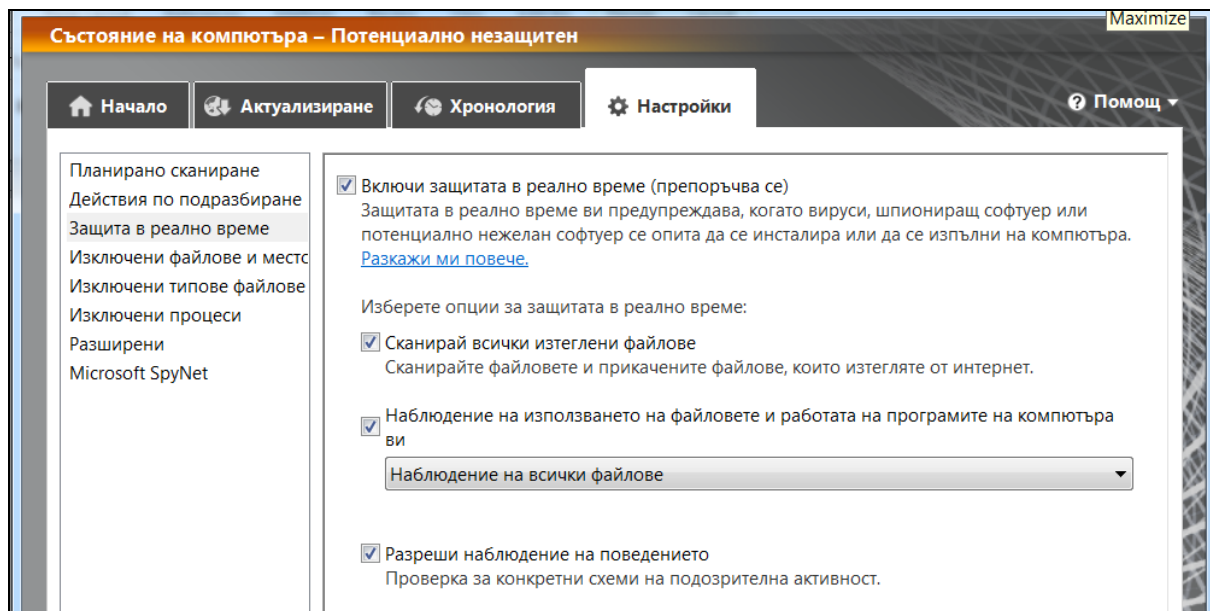 Maximize
Състояние на компютъра – Потенциално незащитен
Начало
Актуализиране
Хронология
Настройки
Помощ
Планирано сканиране
Действия по подразбиране
Защита в реално време
Изключени файлове и местс
Изключени типове файлове
Изключени процеси
Разширени
Microsoft SpyNet
Включи защитата в реално време (препоръчва се)
Защитата в реално време ви предупреждава, когато вируси, шпиониращ софтуер или
потенциално нежелан софтуер се опита да се инсталира или да се изпълни на компютъра.
Разкажи ми повече.
Изберете опции за защитата в реално време:
Сканирай всички изтеглени файлове
Сканирайте файловете и прикачените файлове, които изтегляте от интернет.
Наблюдение на използването на файловете и работата на програмите на компютъра
ви
Наблюдение на всички файлове
Разреши наблюдение на поведението
Проверка за конкретни схеми на подозрителна активност.